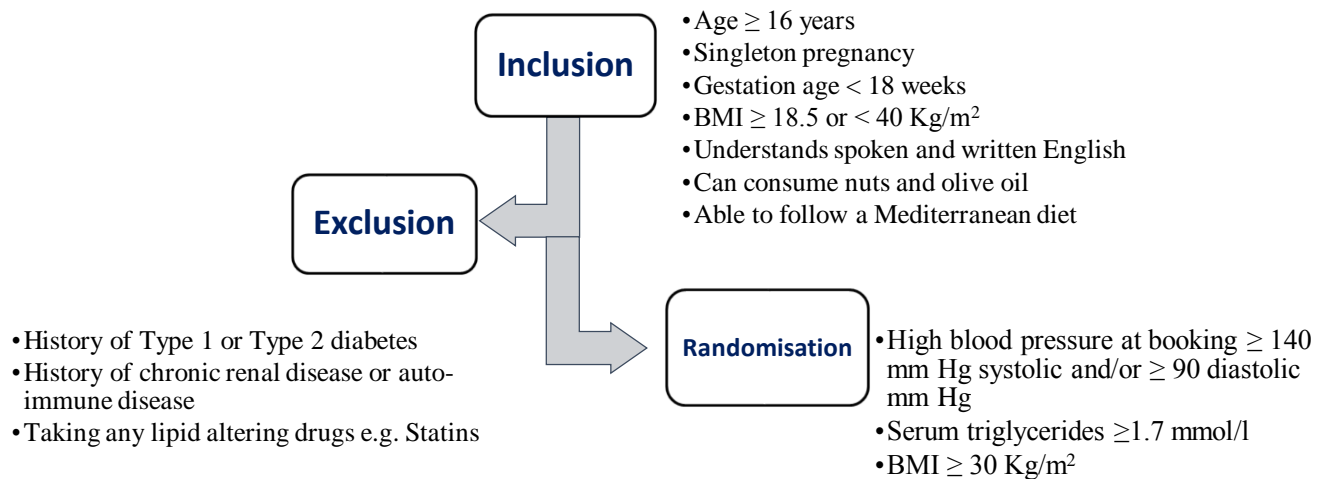 Inclusion
•Age ≥ 16 years
•Singleton pregnancy
•Gestation age < 18 weeks
•BMI ≥ 18.5 or < 40 Kg/m²
•Understands spoken and written English
•Can consume nuts and olive oil
•Able to follow a Mediterranean diet
Exclusion
•History of Type 1 or Type 2 diabetes
•History of chronic renal disease or auto-
immune disease
•Taking any lipid altering drugs e.g. Statins
Randomisation
•High blood pressure at booking ≥ 140
mm Hg systolic and/or ≥ 90 diastolic
mm Hg
•Serum triglycerides ≥1.7 mmol/l
•BMI ≥ 30 Kg/m²